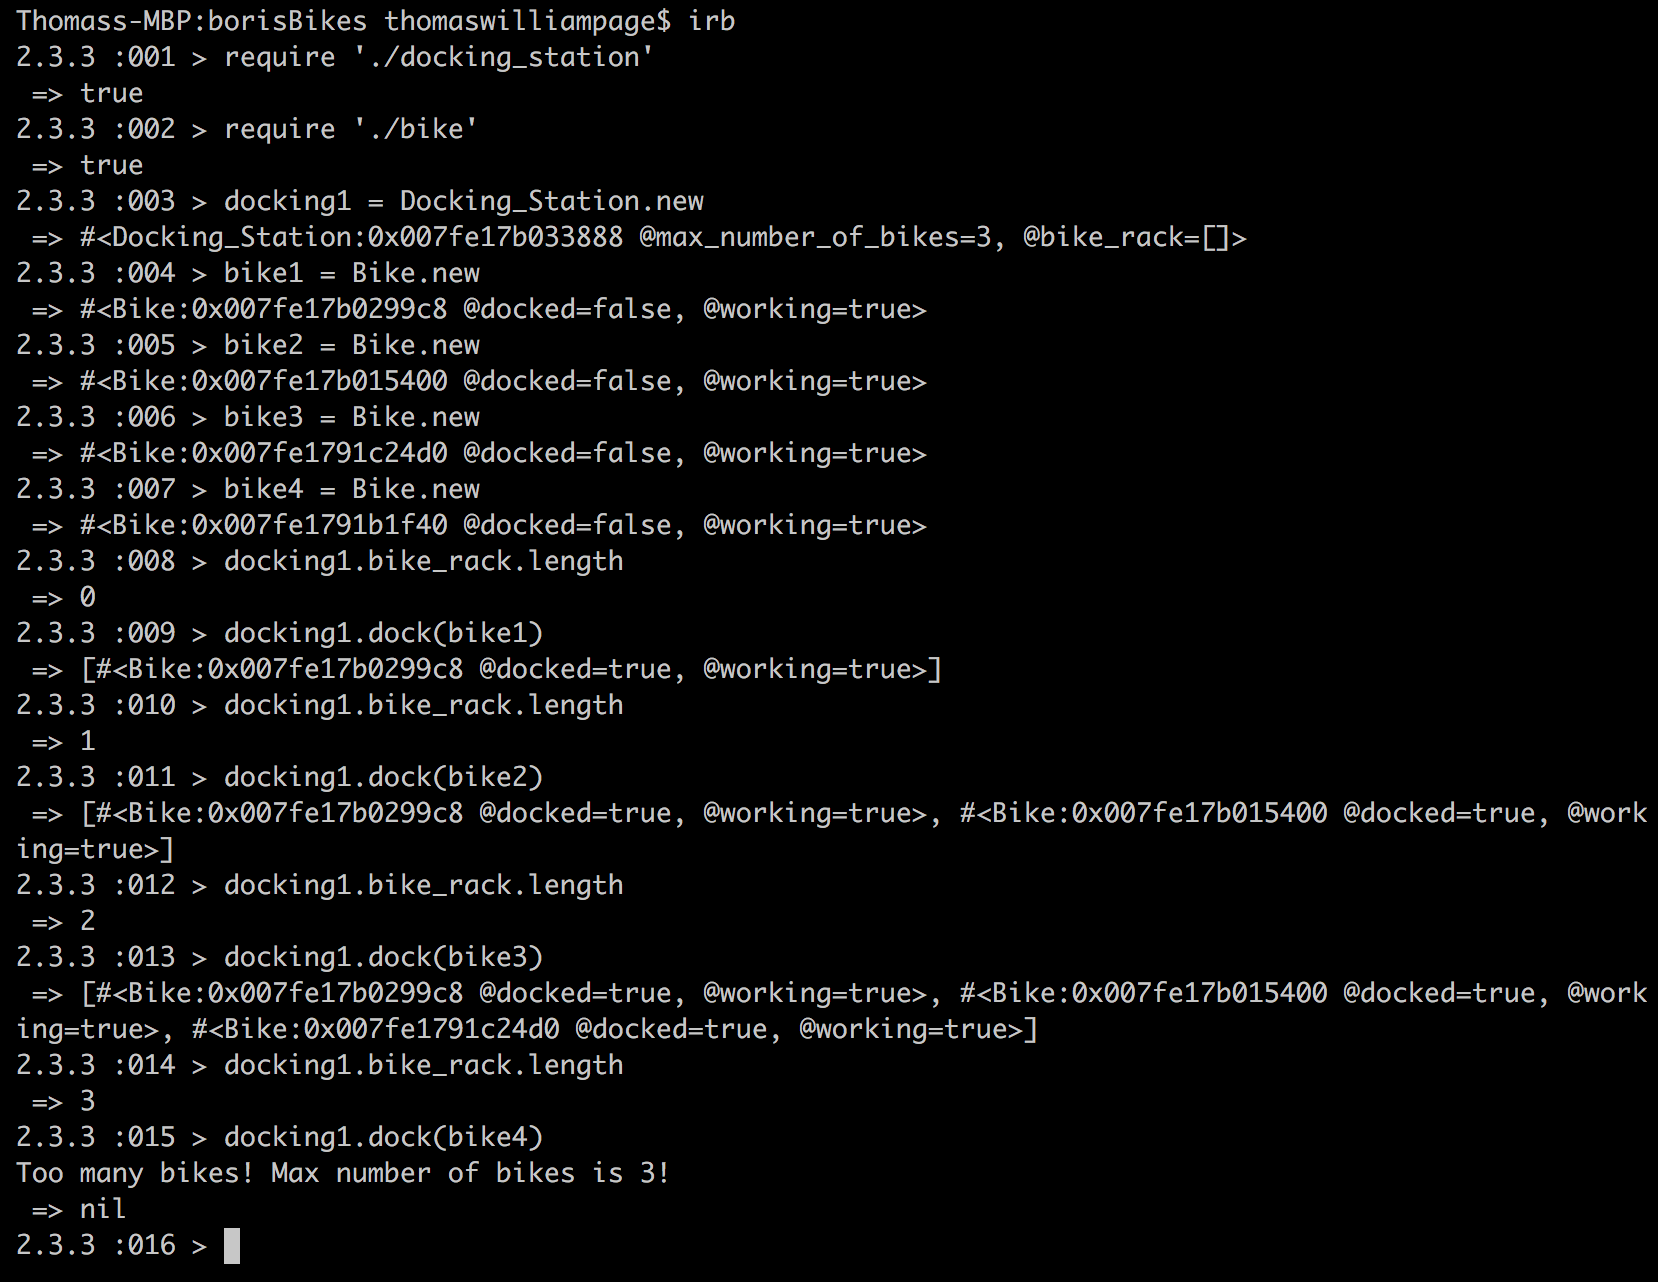 Thomass-MBP:borisBikes thomaswilliampage$ irb
2.3.3 :001 > require './docking_station'
 => true
2.3.3 :002 > require './bike'
 => true
2.3.3 :003 > docking1 = Docking_Station.new
 => #<Docking_Station:0x007fe17b033888 @max_number_of_bikes=3, @bike_rack=[]>
2.3.3 :004 > bike1 = Bike.new
 => #<Bike:0x007fe17b0299c8 @docked=false, @working=true>
2.3.3 :005 > bike2 = Bike.new
 => #<Bike:0x007fe17b015400 @docked=false, @working=true>
2.3.3 :006 > bike3 = Bike.new
 => #<Bike:0x007fe1791c24d0 @docked=false, @working=true>
2.3.3 :007 > bike4 = Bike.new
 => #<Bike:0x007fe1791b1f40 @docked=false, @working=true>
2.3.3 :008 > docking1.bike_rack.length
 => 0
2.3.3 :009 > docking1.dock(bike1)
 => [#<Bike:0x007fe17b0299c8 @docked=true, @working=true>]
2.3.3 :010 > docking1.bike_rack.length
 => 1
2.3.3 :011 > docking1.dock(bike2)
 => [#<Bike:0x007fe17b0299c8 @docked=true, @working=true>, #<Bike:0x007fe17b015400 @docked=true, @work
ing=true>]
2.3.3 :012 > docking1.bike_rack.length
 => 2
2.3.3 :013 > docking1.dock(bike3)
 => [#<Bike:0x007fe17b0299c8 @docked=true, @working=true>, #<Bike:0x007fe17b015400 @docked=true, @work
ing=true>, #<Bike:0x007fe1791c24d0 @docked=true, @working=true>]
2.3.3 :014 > docking1.bike_rack.length
 => 3
2.3.3 :015 > docking1.dock(bike4)
Too many bikes! Max number of bikes is 3!
 => nil
2.3.3 :016 >